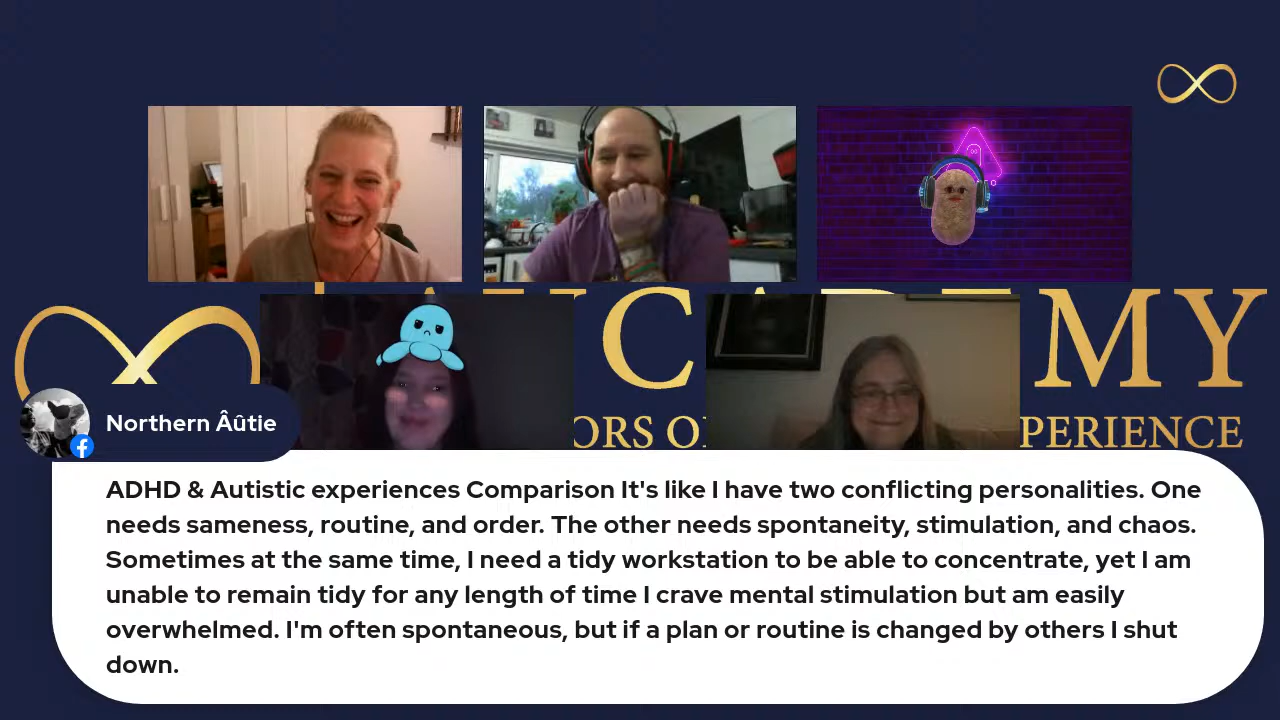 CADEMY
ORS O
PERIENCE
Northern Âûtie
ADHD & Autistic experiences Comparison It's like I have two conflicting personalities. One
needs sameness, routine, and order. The other needs spontaneity, stimulation, and chaos.
Sometimes at the same time, I need a tidy workstation to be able to concentrate, yet I am
unable to remain tidy for any length of time I crave mental stimulation but am easily
overwhelmed. I'm often spontaneous, but if a plan or routine is changed by others I shut
down.